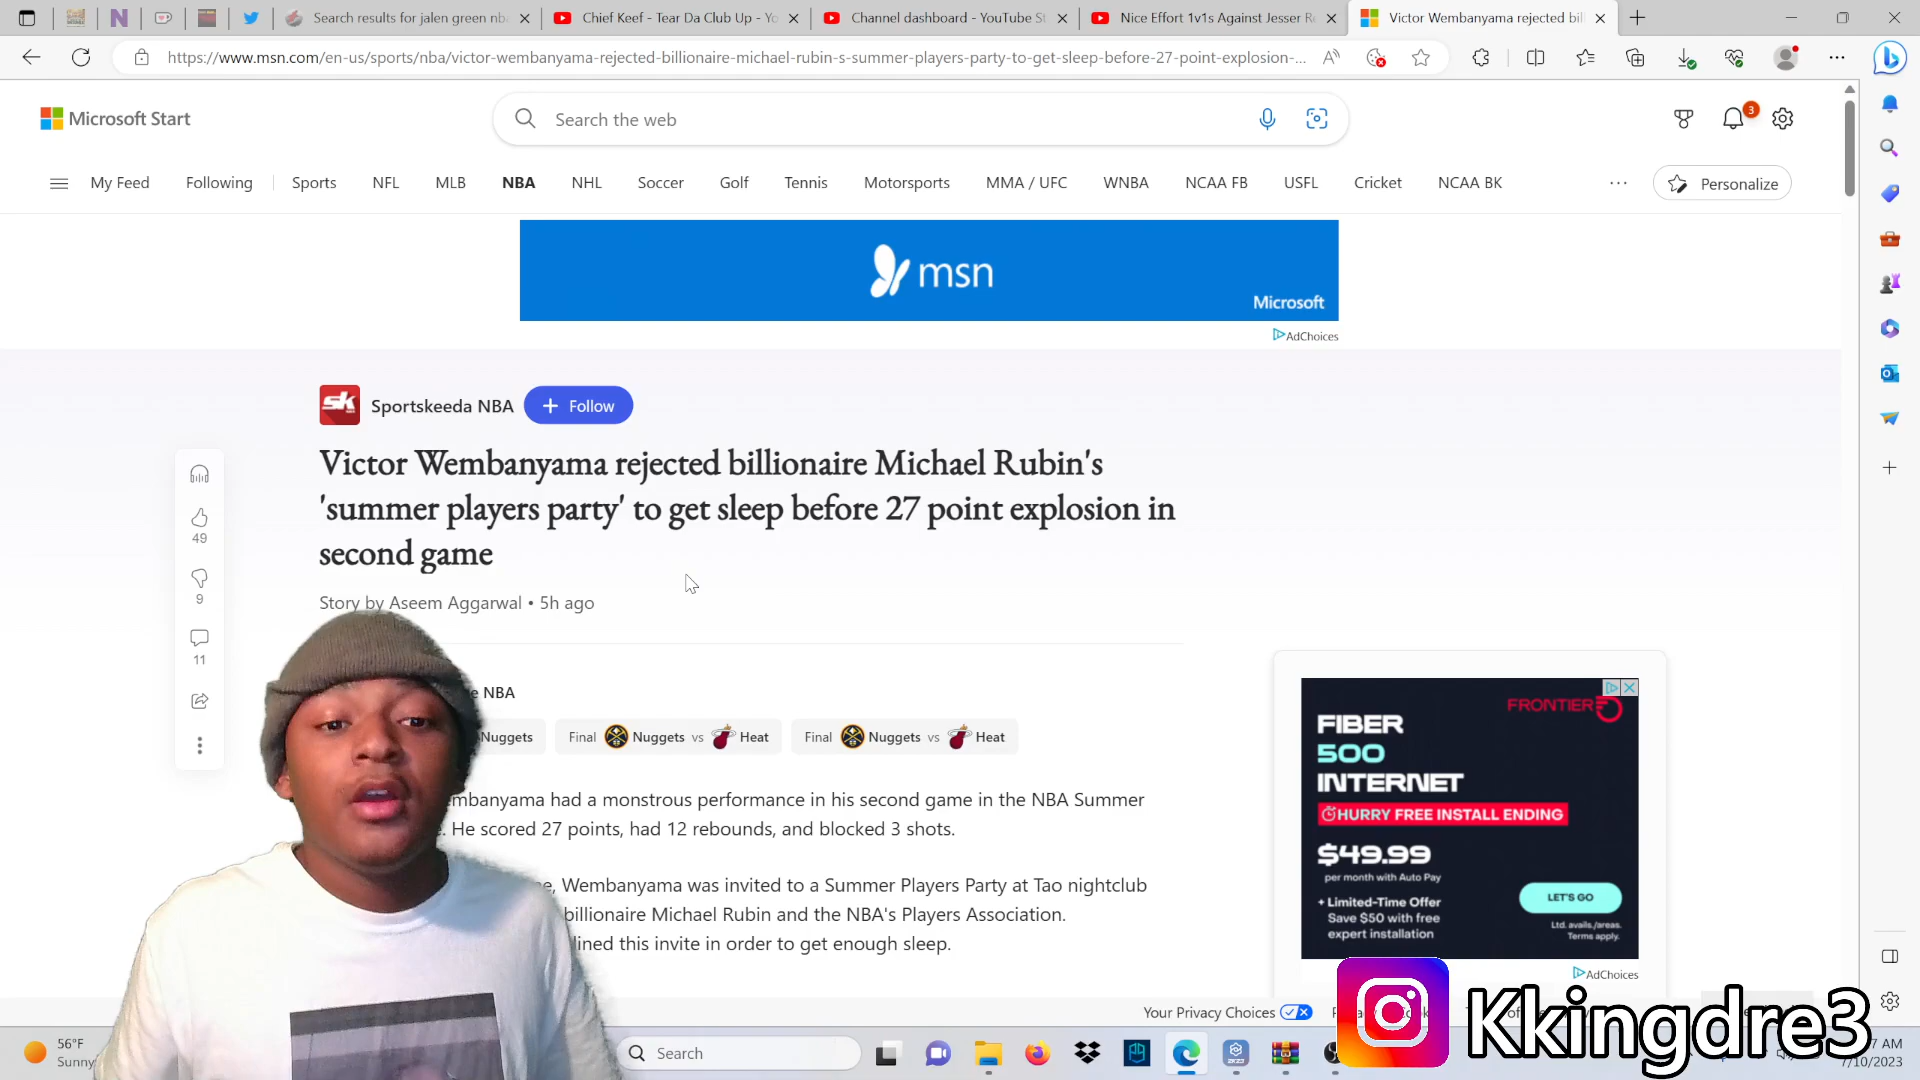 Search results for jalen green nb
Chief Keef - Tear Da Club Up - Yo
Channel dashboard - YouTube St
Nice Effort 1v1s Against Jesser R
Victor Wembanyama rejected bil
https://www.msn.com/en-us/sports/nba/victor-wembanyama-rejected-billionaire-michael-rubin-s-summer-players-party-to-get-sleep-before-27-point-explosion-...
Microsoft Start
Search the web
3
My Feed
Following
Sports
NFL
MLB
NBA
NHL
Soccer
Golf
Tennis
Motorsports
MMA / UFC
WNBA
NCAA FB
USFL
Cricket
NCAA BK
Personalize
msn
Microsoft
AdChoices
sk
Sportskeeda NBA
+ Follow
Victor Wembanyama rejected billionaire Michael Rubin's
'summer players party' to get sleep before 27 point explosion in
second game
Story by Aseem Aggarwal • 5h ago
49
9
11
NBA
Nuggets
Final Nuggets vs Heat
Final Nuggets vs Heat
embanyama had a monstrous performance in his second game in the NBA Summer
. He scored 27 points, had 12 rebounds, and blocked 3 shots.
, Wembanyama was invited to a Summer Players Party at Tao nightclub
billionaire Michael Rubin and the NBA's Players Association.
lined this invite in order to get enough sleep.
FRONTIER
FIBER
500
INTERNET
HURRY FREE INSTALL ENDING
$49.99
per month with Auto Pay
+ Limited-Time Offer
Save $50 with free
expert installation
LET'S GO
Ltd. avails./areas.
Terms apply.
AdChoices
Your Privacy Choices
Kkingdre3
56°F
Sunny
Search
7 AM
7/10/2023